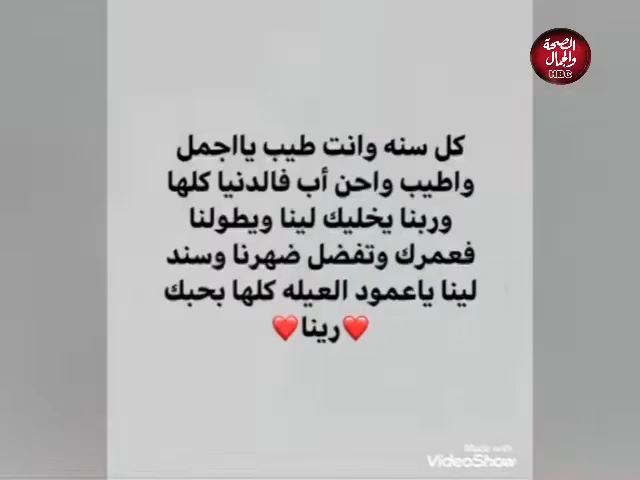 الصحة
والجمال
HBC
كل سنه وانت طيب يااجمل
واطيب واحن أب فالدنيا كلها
وربنا يخليك لينا ويطولنا
فعمرك وتفضل ضهرنا وسند
لينا ياعمود العيله كلها بحبك
❤️رينا❤️
Made with
VideoShow